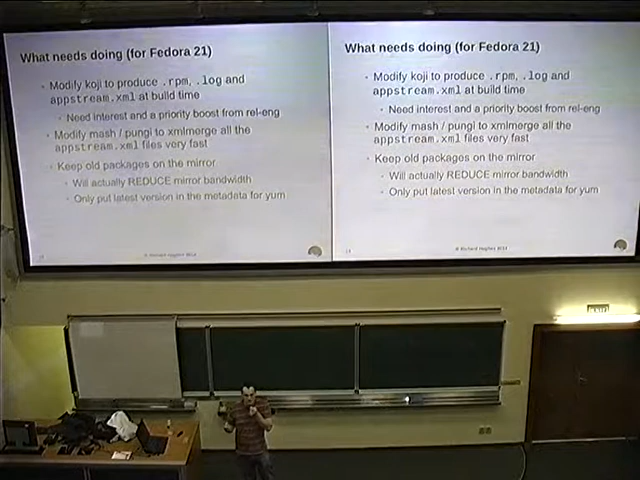 What needs doing (for Fedora 21)
Modify koji to produce .rpm, .log and
appstream.xml at build time
Need interest and a priority boost from rel-eng
Modify mash / pungi to xmlmerge all the
appstream.xml files very fast
Keep old packages on the mirror
Will actually REDUCE mirror bandwidth
Only put latest version in the metadata for yum
© Richard Hughes 2014
What needs doing (for Fedora 21)
Modify koji to produce .rpm, .log and
appstream.xml at build time
Need interest and a priority boost from rel-eng
Modify mash / pungi to xmlmerge all the
appstream.xml files very fast
Keep old packages on the mirror
Will actually REDUCE mirror bandwidth
Only put latest version in the metadata for yum
© Richard Hughes 2014